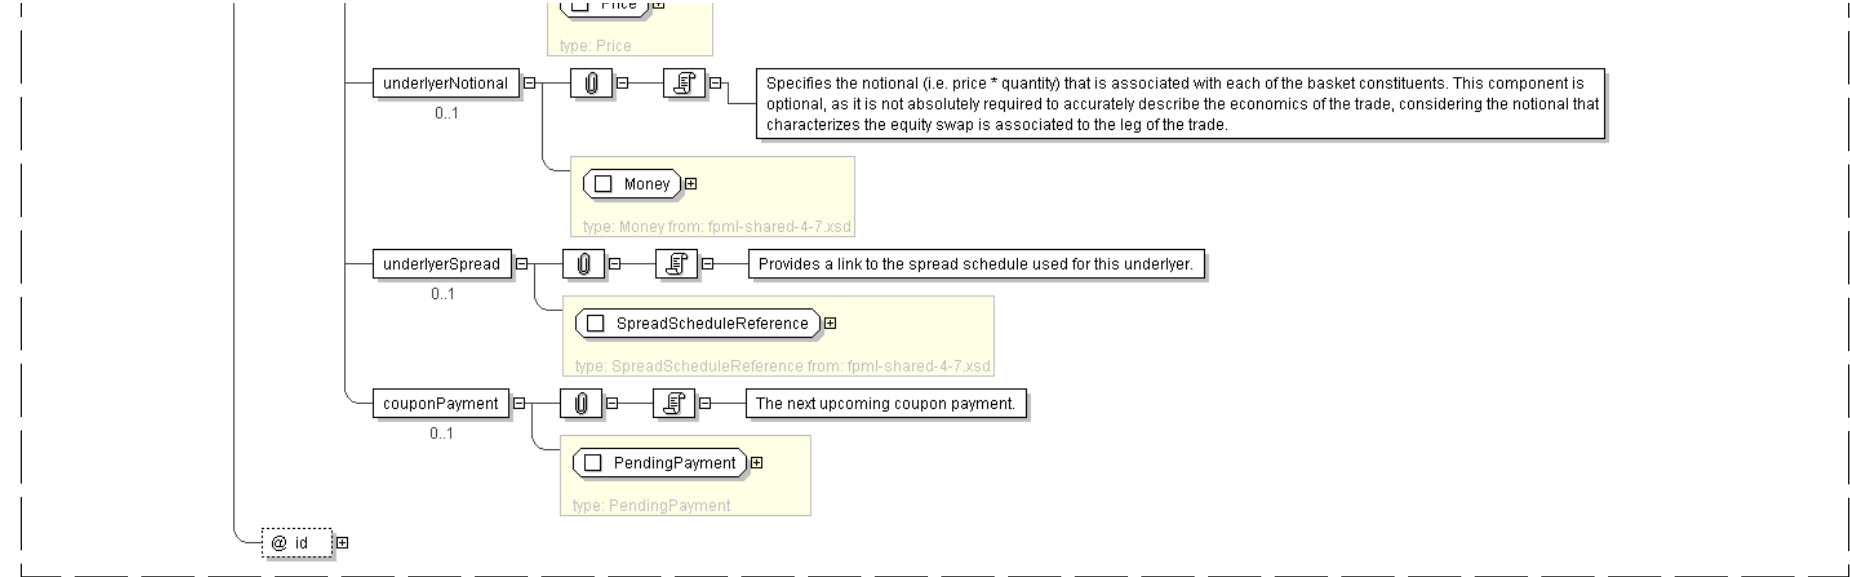 Price
type: Price
underlyerNotional
0..1
Specifies the notional (i.e. price * quantity) that is associated with each of the basket constituents. This component is
optional, as it is not absolutely required to accurately describe the economics of the trade, considering the notional that
characterizes the equity swap is associated to the leg of the trade.
Money
type: Money from: fpml-shared-4-7.xsd
underlyerSpread
0..1
Provides a link to the spread schedule used for this underlyer.
SpreadScheduleReference
type: SpreadScheduleReference from: fpml-shared-4-7.xsd
couponPayment
0..1
The next upcoming coupon payment.
PendingPayment
type: PendingPayment
@ id